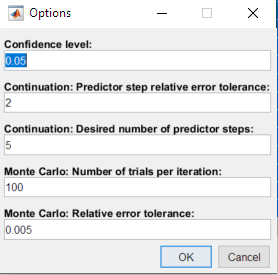 Options
Confidence level:
0.05
Continuation: Predictor step relative error tolerance:
2
Continuation: Desired number of predictor steps:
5
Monte Carlo: Number of trials per iteration:
100
Monte Carlo: Relative error tolerance:
0.005
OK Cancel